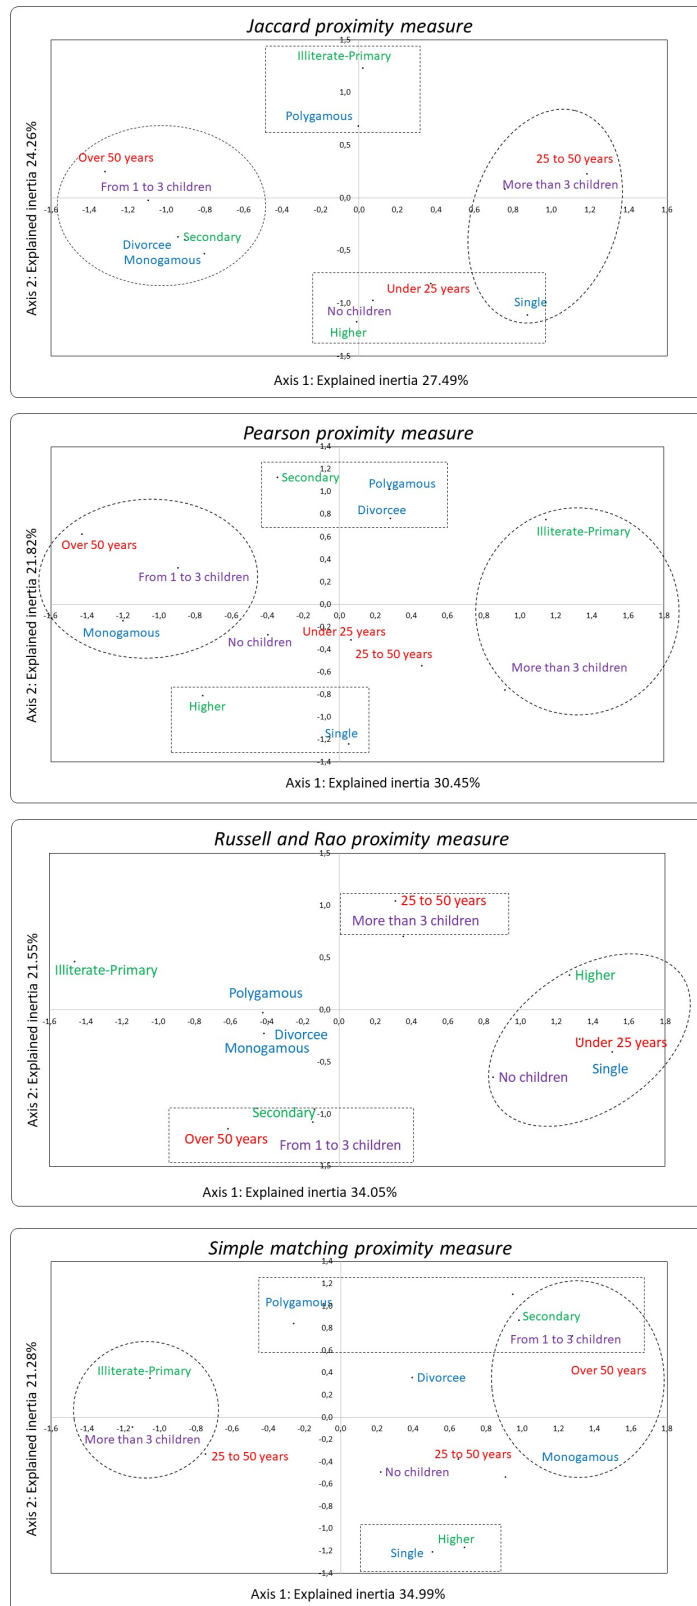 Jaccard proximity measure
1,5
Illiterate-Primary
1,0
Polygamous
0,5
Over 50 years
25 to 50 years
From 1 to 3 children
More than 3 children
0,0
-1,6 -1,4 -1,2 -1,0 -0,8 -0,6 -0,4 -0,2 0,0 0,2 0,4 0,6 0,8 1,0 1,2 1,4 1,6
Secondary
Divorcee
-0,5
Monogamous
Under 25 years
-1,0
Single
No children
Higher
-1,5
Axis 2: Explained inertia 24.26%
Axis 1: Explained inertia 27.49%
Pearson proximity measure
1,4
1,2
Secondary
Polygamous
1,0
0,8
Divorcee
0,6
Illiterate-Primary
Over 50 years
0,4
From 1 to 3 children
0,2
0,0
-1,6 -1,4 -1,2 -1,0 -0,8 -0,6 -0,4 -0,2 0,0 0,2 0,4 0,6 0,8 1,0 1,2 1,4 1,6 1,8
-0,2
Monogamous
Under 25 years
No children
-0,4
25 to 50 years
-0,6
More than 3 children
-0,8
Higher
-1,0
-1,2
Single
-1,4
Axis 2: Explained inertia 21.82%
Axis 1: Explained inertia 30.45%
Russell and Rao proximity measure
1,5
1,0
25 to 50 years
More than 3 children
0,5
Illiterate-Primary
Higher
Polygamous
0,0
-1,6 -1,4 -1,2 -1,0 -0,8 -0,6 -0,4 -0,2 0,0 0,2 0,4 0,6 0,8 1,0 1,2 1,4 1,6 1,8
Divorcee
Under 25 years
Monogamous
-0,5
Single
No children
Secondary
-1,0
Over 50 years
From 1 to 3 children
-1,5
Axis 2: Explained inertia 21.55%
Axis 1: Explained inertia 34.05%
Simple matching proximity measure
1,4
1,2
Polygamous
1,0
Secondary
0,8
From 1 to 3 children
0,6
Illiterate-Primary
Over 50 years
0,4
Divorcee
0,2
0,0
-1,6 -1,4 -1,2 -1,0 -0,8 -0,6 -0,4 -0,2 0,0 0,2 0,4 0,6 0,8 1,0 1,2 1,4 1,6 1,8
-0,2
More than 3 children
25 to 50 years
25 to 50 years
Monogamous
-0,4
No children
-0,6
-0,8
-1,0
Higher
-1,2
Single
-1,4
Axis 2: Explained inertia 21.28%
Axis 1: Explained inertia 34.99%